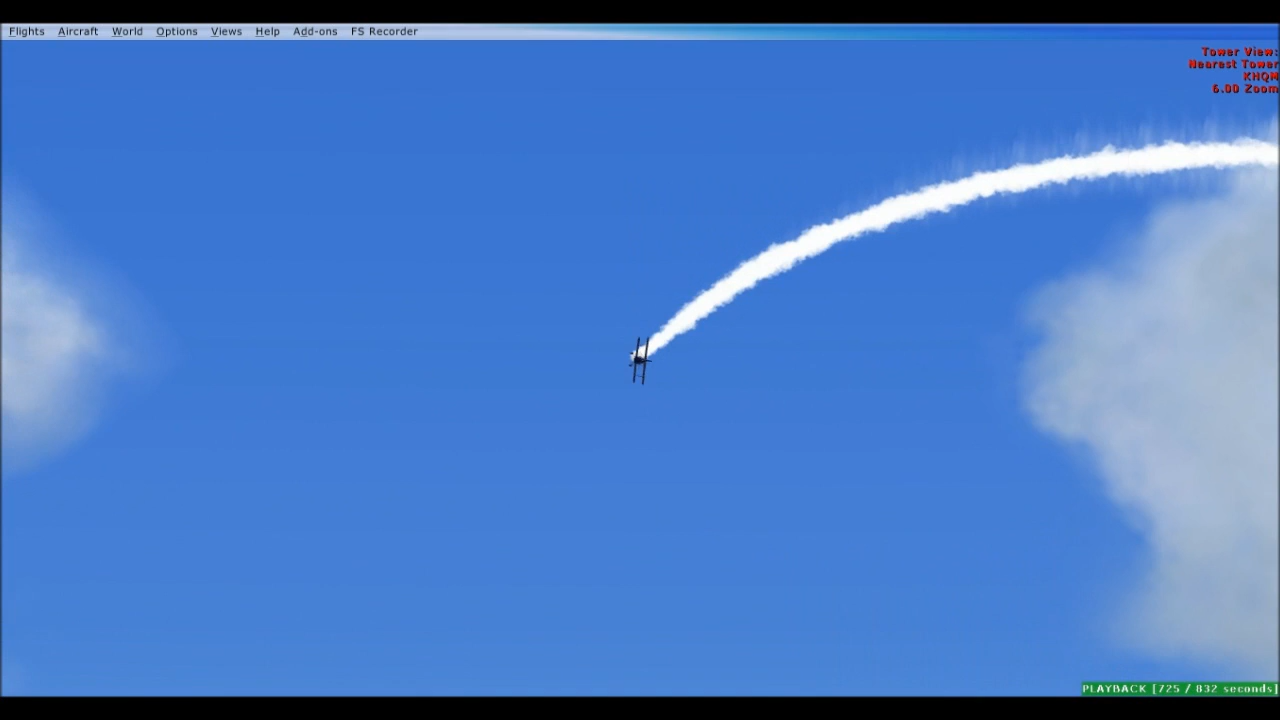 Flights Aircraft World Options Views Help Add-ons FS Recorder
Tower View:
Nearest Tower
KHQM
6.00 Zoom
PLAYBACK [725 / 832 seconds]